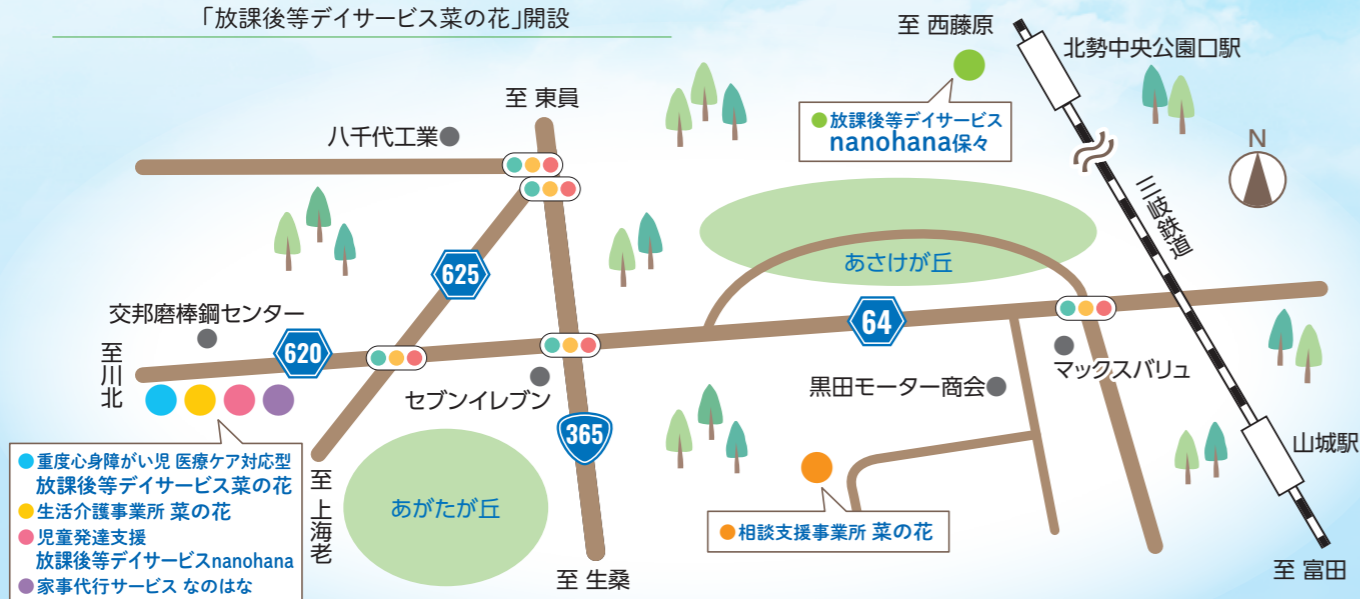 「放課後等デイサービス菜の花」開設
至 西藤原
北勢中央公園口駅
至 東員
八千代工業
放課後等デイサービス
nanohana保々
N
三岐鉄道
あさけが丘
625
交邦磨棒鋼センター
620
64
至川北
セブンイレブン
黒田モーター商会
マックスバリュ
365
山城駅
重度心身障がい児 医療ケア対応型
放課後等デイサービス菜の花
生活介護事業所 菜の花
児童発達支援
放課後等デイサービスnanohana
家事代行サービス なのはな
至 上海老
あがたが丘
相談支援事業所 菜の花
至 生桑
至 富田